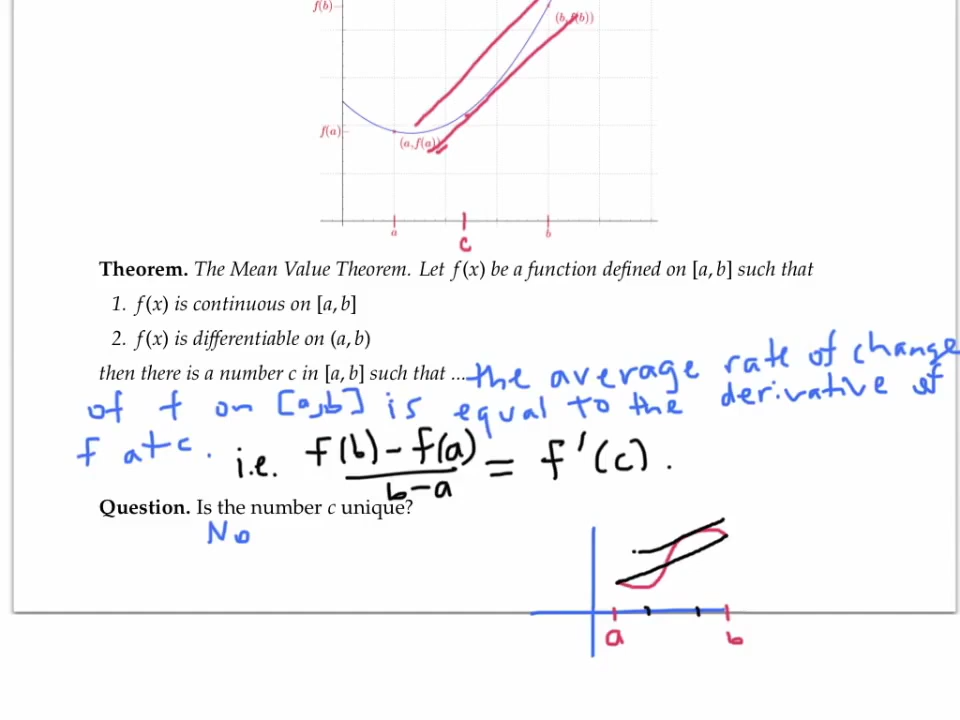 f(b)
(b, f(b))
f(a)
(a, f(a))
a
c
b
Theorem. The Mean Value Theorem. Let f(x) be a function defined on [a, b] such that
1. f(x) is continuous on [a, b]
2. f(x) is differentiable on (a, b)
then there is a number c in [a, b] such that ... the average rate of change
of f on [a,b] is equal to the derivative of
f at c. i.e. f(b) - f(a) / b-a = f'(c).
Question. Is the number c unique?
No
a
b